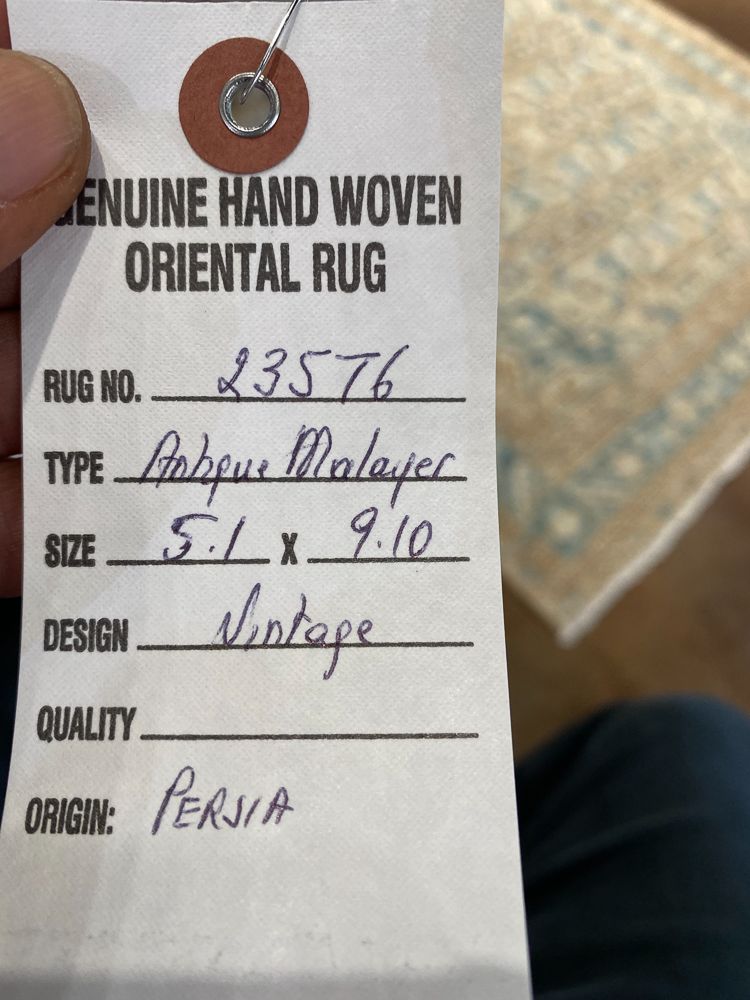 GENUINE HAND WOVEN
ORIENTAL RUG
RUG NO. 23576
TYPE Antique Malayer
SIZE 5.1 X 9.10
DESIGN Vintage
QUALITY
ORIGIN: PERSIA